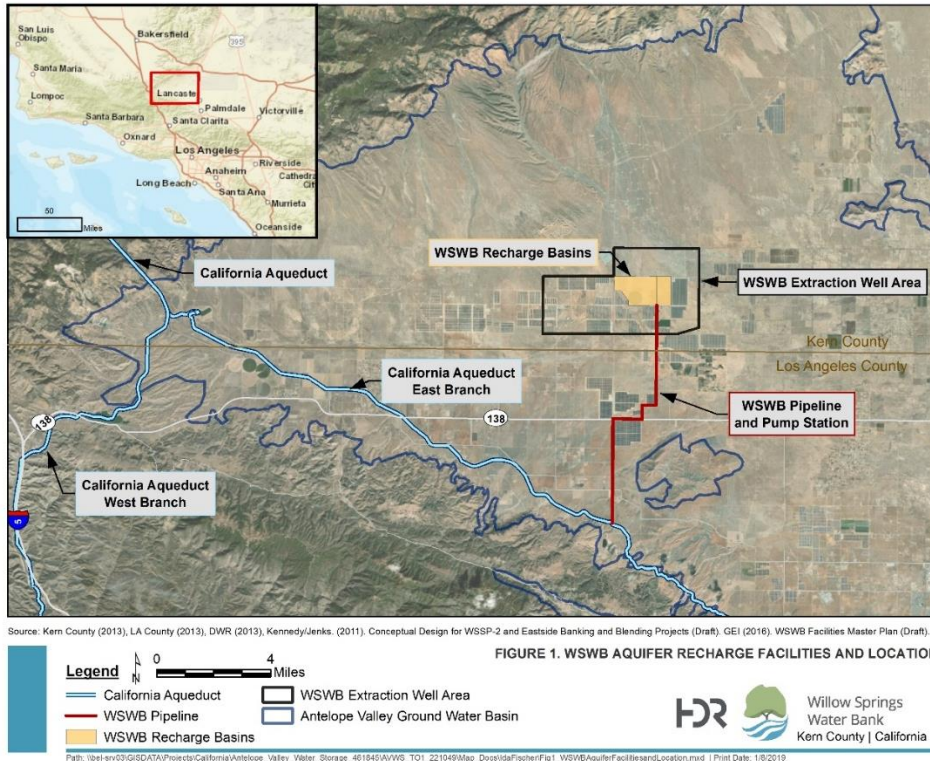 San Luis
Obispo
Bakersfield
395
Santa Maria
Lompoc
Lancaste
Palmdale
Victorville
Santa Barbara
Santa Clarita
Oxnard
Los Angeles
Riverside
Long Beach
Anaheim
Cathed
Cit
Santa Ana
Murrieta
Oceanside
50
Miles
California Aqueduct
WSWB Recharge Basins
WSWB Extraction Well Area
Kern County
Los Angeles County
California Aqueduct
East Branch
138
WSWB Pipeline
and Pump Station
138
California Aqueduct
West Branch
5
Source: Kern County (2013), LA County (2013), DWR (2013), Kennedy/Jenks. (2011). Conceptual Design for WSSP-2 and Eastside Banking and Blending Projects (Draft). GEI (2016). WSWB Facilities Master Plan (Draft).
FIGURE 1. WSWB AQUIFER RECHARGE FACILITIES AND LOCATIO
Legend
N
0 4
Miles
California Aqueduct
WSWB Extraction Well Area
WSWB Pipeline
Antelope Valley Ground Water Basin
WSWB Recharge Basins
HDR
Willow Springs
Water Bank
Kern County | California